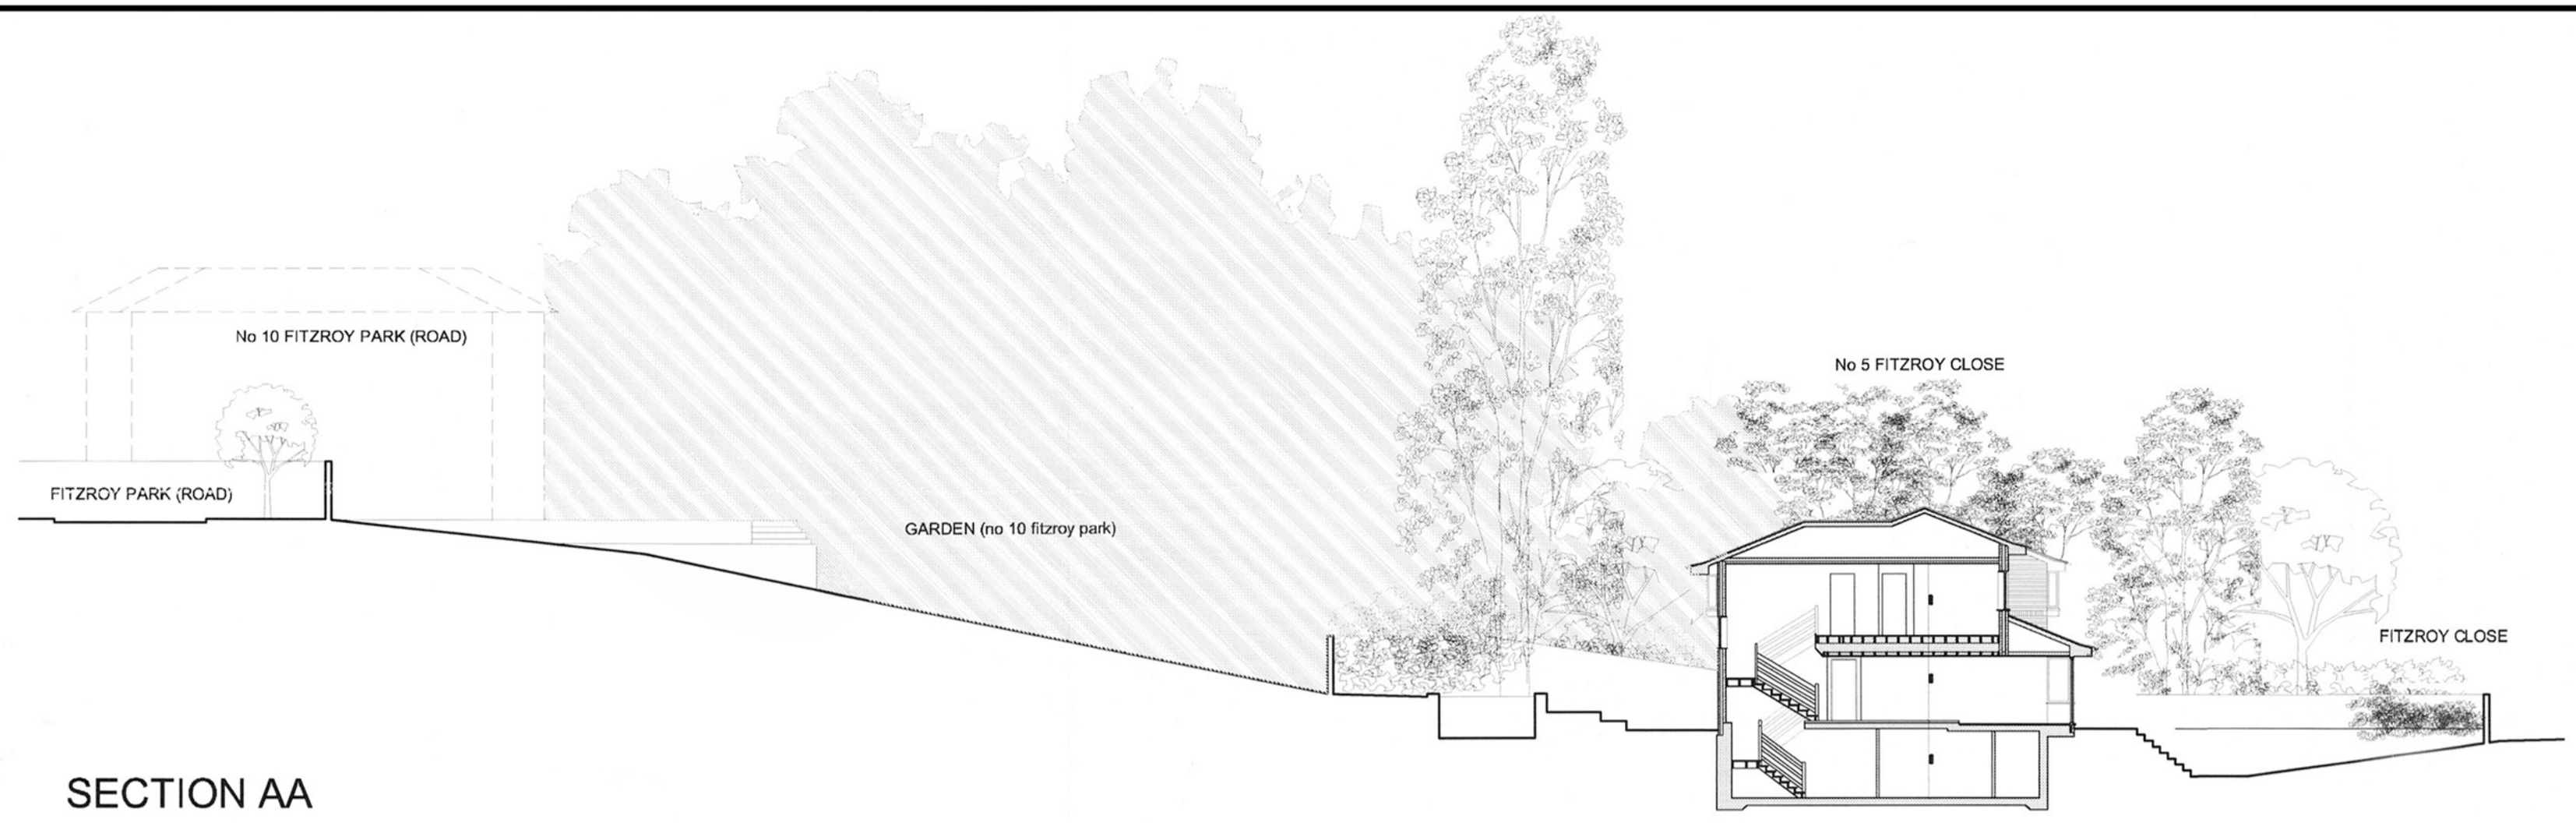 No 10 FITZROY PARK (ROAD)
No 5 FITZROY CLOSE
FITZROY PARK (ROAD)
GARDEN (no 10 fitzroy park)
FITZROY CLOSE
SECTION AA